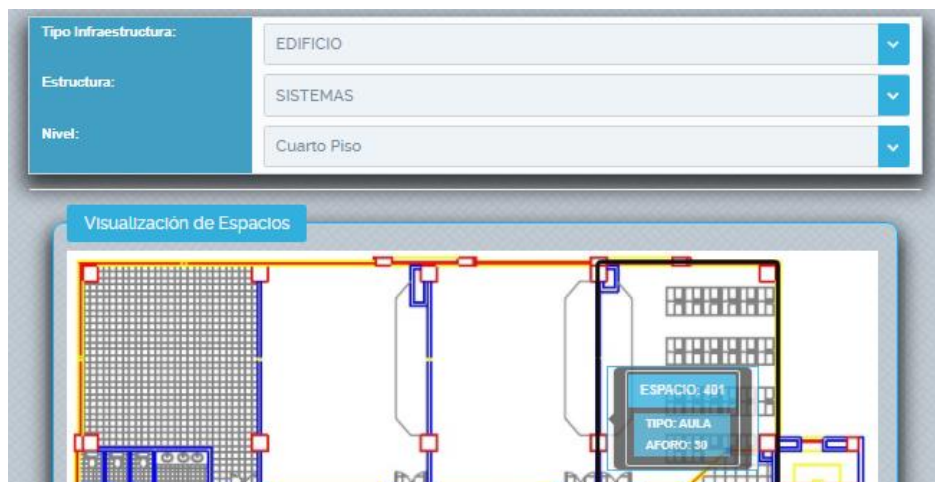 Tipo Infraestructura:
EDIFICIO
Estructura:
SISTEMAS
Nivel:
Cuarto Piso
Visualización de Espacios
ESPACIO: 401
TIPO: AULA
AFORO: 30